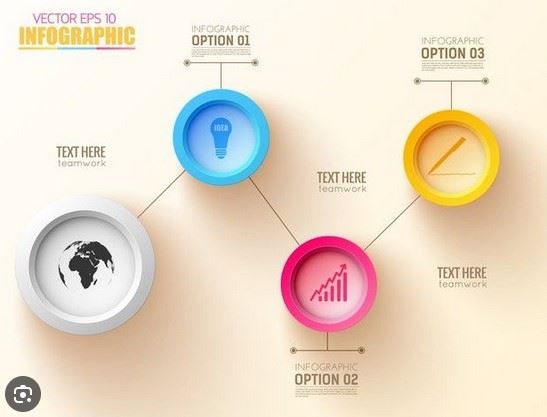 VECTOR EPS 10
INFOGRAPHIC
INFOGRAPHIC
OPTION 01
INFOGRAPHIC
OPTION 03
IDEA
TEXT HERE
teamwork
TEXT HERE
teamwork
TEXT HERE
teamwork
INFOGRAPHIC
OPTION 02